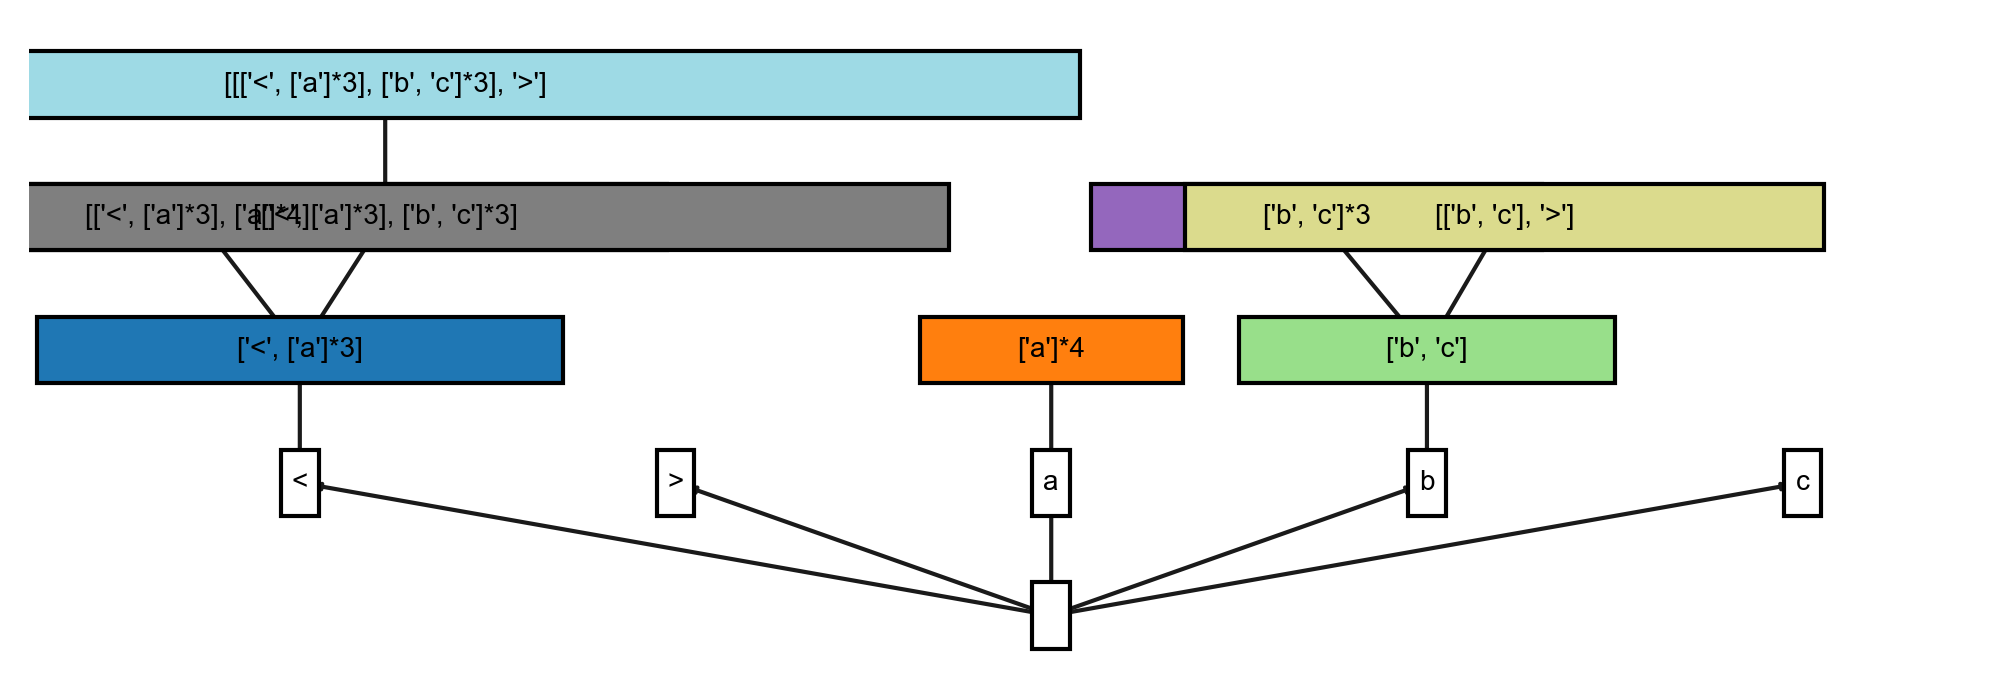 [[['<', ['a']*3], ['b', 'c']*3], '>']
[['<', ['a']*3], ['a']*4]
[['<', ['a']*3], ['b', 'c']*3]
['b', 'c']*3
[['b', 'c'], '>']
['<', ['a']*3]
['a']*4
['b', 'c']
<
>
a
b
c